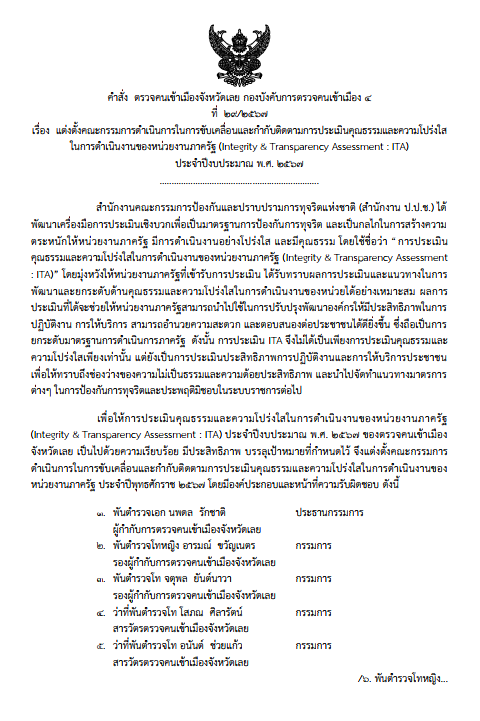 คำสั่ง ตรวจคนเข้าเมืองจังหวัดเลย กองบังคับการตรวจคนเข้าเมือง ๔
ที่ ๒๙/๒๕๖๗
เรื่อง แต่งตั้งคณะกรรมการดำเนินการในการขับเคลื่อนและกำกับติดตามการประเมินคุณธรรมและความโปร่งใส
ในการดำเนินงานของหน่วยงานภาครัฐ (Integrity & Transparency Assessment : ITA)
ประจำปีงบประมาณ พ.ศ. ๒๕๖๗
สำนักงานคณะกรรมการป้องกันและปราบปรามการทุจริตแห่งชาติ (สำนักงาน ป.ป.ช.) ได้
พัฒนาเครื่องมือการประเมินเชิงบวกเพื่อเป็นมาตรฐานการป้องกันการทุจริต และเป็นกลไกในการสร้างความ
ตระหนักให้หน่วยงานภาครัฐ มีการดำเนินงานอย่างโปร่งใส และมีคุณธรรม โดยใช้ชื่อว่า “ การประเมิน
คุณธรรมและความโปร่งใสในการดำเนินงานของหน่วยงานภาครัฐ (Integrity & Transparency Assessment
: ITA)” โดยมุ่งหวังให้หน่วยงานภาครัฐที่เข้ารับการประเมิน ได้รับทราบผลการประเมินและแนวทางในการ
พัฒนาและยกระดับด้านคุณธรรมและความโปร่งใสในการดำเนินงานของหน่วยได้อย่างเหมาะสม ผลการ
ประเมินที่ได้จะช่วยให้หน่วยงานภาครัฐสามารถนำไปใช้ในการปรับปรุงพัฒนาองค์กรให้มีประสิทธิภาพในการ
ปฏิบัติงาน การให้บริการ สามารถอำนวยความสะดวก และตอบสนองต่อประชาชนได้ดียิ่งขึ้น ซึ่งถือเป็นการ
ยกระดับมาตรฐานการดำเนินการภาครัฐ ดังนั้น การประเมิน ITA จึงไม่ได้เป็นเพียงการประเมินคุณธรรมและ
ความโปร่งใสเพียงเท่านั้น แต่ยังเป็นการประเมินประสิทธิภาพการปฏิบัติงานและการให้บริการประชาชน
เพื่อให้ทราบถึงช่องว่างของความไม่เป็นธรรมและความด้อยประสิทธิภาพ และนำไปจัดทำแนวทางมาตรการ
ต่างๆ ในการป้องกันการทุจริตและประพฤติมิชอบในระบบราชการต่อไป
เพื่อให้การประเมินคุณธรรมและความโปร่งใสในการดำเนินงานของหน่วยงานภาครัฐ
(Integrity & Transparency Assessment : ITA) ประจำปีงบประมาณ พ.ศ. ๒๕๖๗ ของตรวจคนเข้าเมือง
จังหวัดเลย เป็นไปด้วยความเรียบร้อย มีประสิทธิภาพ บรรลุเป้าหมายที่กำหนดไว้ จึงแต่งตั้งคณะกรรมการ
ดำเนินการในการขับเคลื่อนและกำกับติดตามการประเมินคุณธรรมและความโปร่งใสในการดำเนินงานของ
หน่วยงานภาครัฐ ประจำปีพุทธศักราช ๒๕๖๗ โดยมีองค์ประกอบและหน้าที่ความรับผิดชอบ ดังนี้
๑. พันตำรวจเอก นพดล รักชาติ ประธานกรรมการ
ผู้กำกับการตรวจคนเข้าเมืองจังหวัดเลย
๒. พันตำรวจโทหญิง อารมณ์ ขวัญเนตร กรรมการ
รองผู้กำกับการตรวจคนเข้าเมืองจังหวัดเลย
๓. พันตำรวจโท จตุพล ยันต์นาวา กรรมการ
รองผู้กำกับการตรวจคนเข้าเมืองจังหวัดเลย
๔. ว่าที่พันตำรวจโท โสภณ ศิลารัตน์ กรรมการ
สารวัตรตรวจคนเข้าเมืองจังหวัดเลย
๕. ว่าที่พันตำรวจโท อนันต์ ช่วยแก้ว กรรมการ
สารวัตรตรวจคนเข้าเมืองจังหวัดเลย
/๖. พันตำรวจโทหญิง...